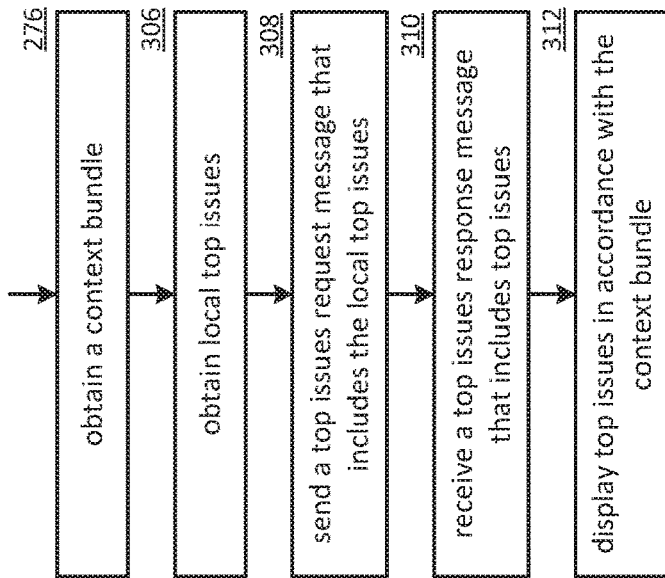 276
obtain a context bundle
306
obtain local top issues
308
send a top issues request message that
includes the local top issues
310
receive a top issues response message
that includes top issues
312
display top issues in accordance with the
context bundle